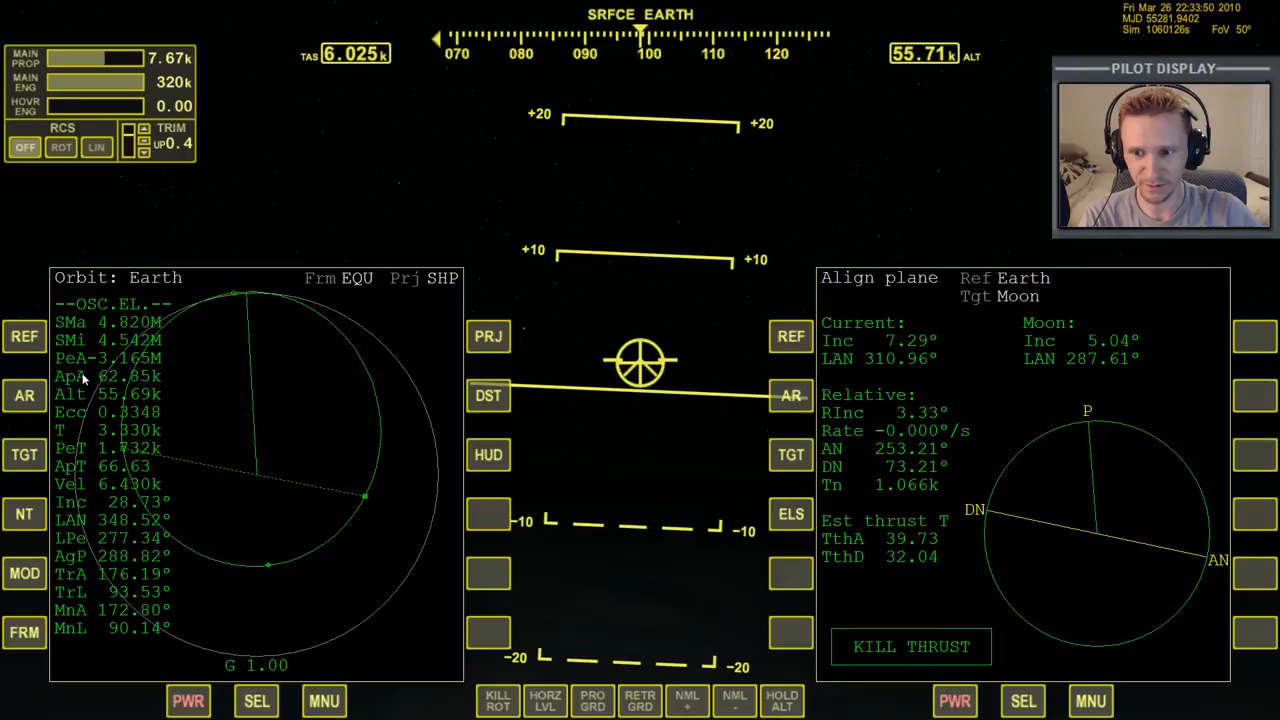 SRFCE EARTH
Fri Mar 26 22:33:50 2010
MJD 55281.9402
Sim 1060126s FoV 50°
MAIN PROP 7.67k
MAIN ENG 320k
HOVR ENG 0.00
RCS TRIM
OFF ROT LIN UP 0.4
TAS 6.025k
070 080 090 100 110 120
55.71k ALT
PILOT DISPLAY
+20 +20
+10 +10
-10 -10
-20 -20
Orbit: Earth Frm EQU Prj SHP
--OSC.EL.--
SMa 4.820M
SMi 4.542M
PeA-3.165M
ApA 62.85k
Alt 55.69k
Ecc 0.3348
T 3.330k
PeT 1.732k
ApT 66.63
Vel 6.430k
Inc 28.73°
LAN 348.52°
LPe 277.34°
AgP 288.82°
TrA 176.19°
TrL 93.53°
MnA 172.80°
MnL 90.14°
G 1.00
REF
AR
TGT
NT
MOD
FRM
PRJ
DST
HUD
PWR SEL MNU
Align plane Ref Earth
Tgt Moon
Current: Moon:
Inc 7.29° Inc 5.04°
LAN 310.96° LAN 287.61°
Relative:
RInc 3.33°
Rate -0.000°/s
AN 253.21°
DN 73.21°
Tn 1.066k
Est thrust T
TthA 39.73
TthD 32.04
P
DN
AN
KILL THRUST
REF
AR
TGT
ELS
PWR SEL MNU
KILL ROT
HORZ LVL
PRO GRD
RETR GRD
NML +
NML -
HOLD ALT